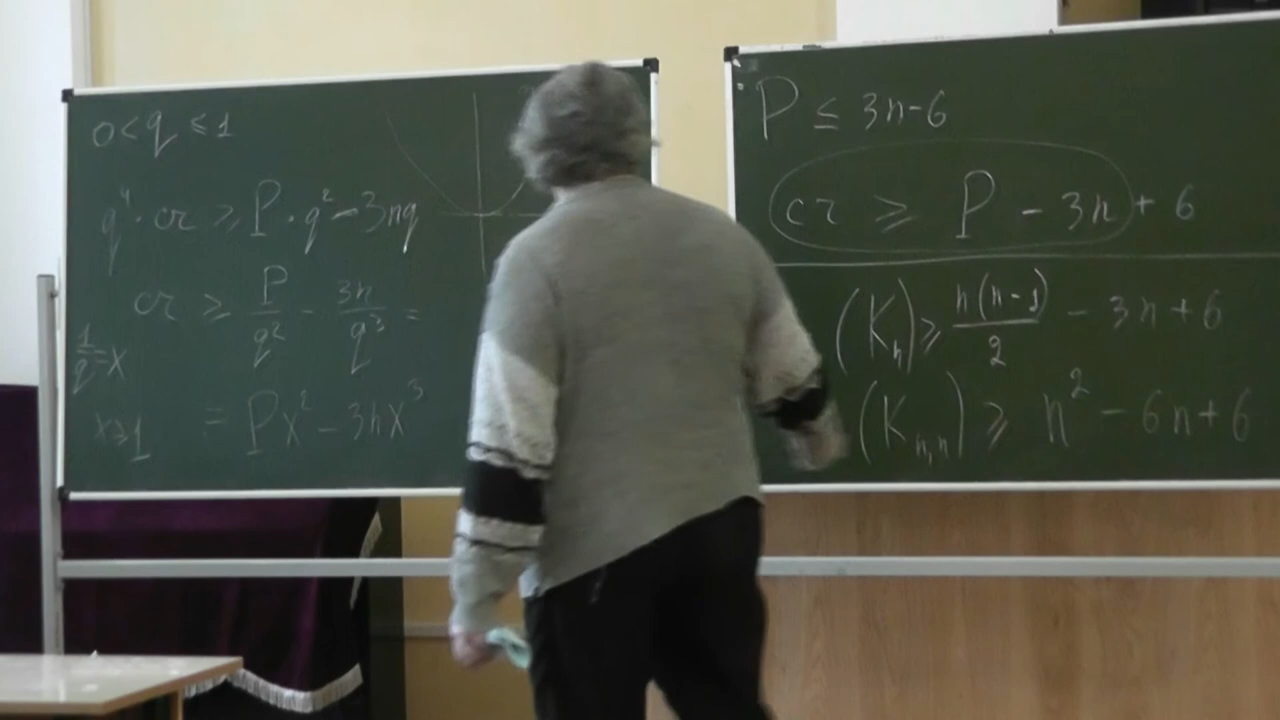 0 < q ≤ 1
q⁴ · cr ≥ P · q² − 3nq
cr ≥ P/q² − 3n/q³ =
1/q = x
x ≥ 1
= Px² − 3nx³
P ≤ 3n−6
cr ≥ P − 3n + 6
(Kn) ≥ n(n−1)/2 − 3n + 6
(Kn,n) ≥ n² − 6n + 6